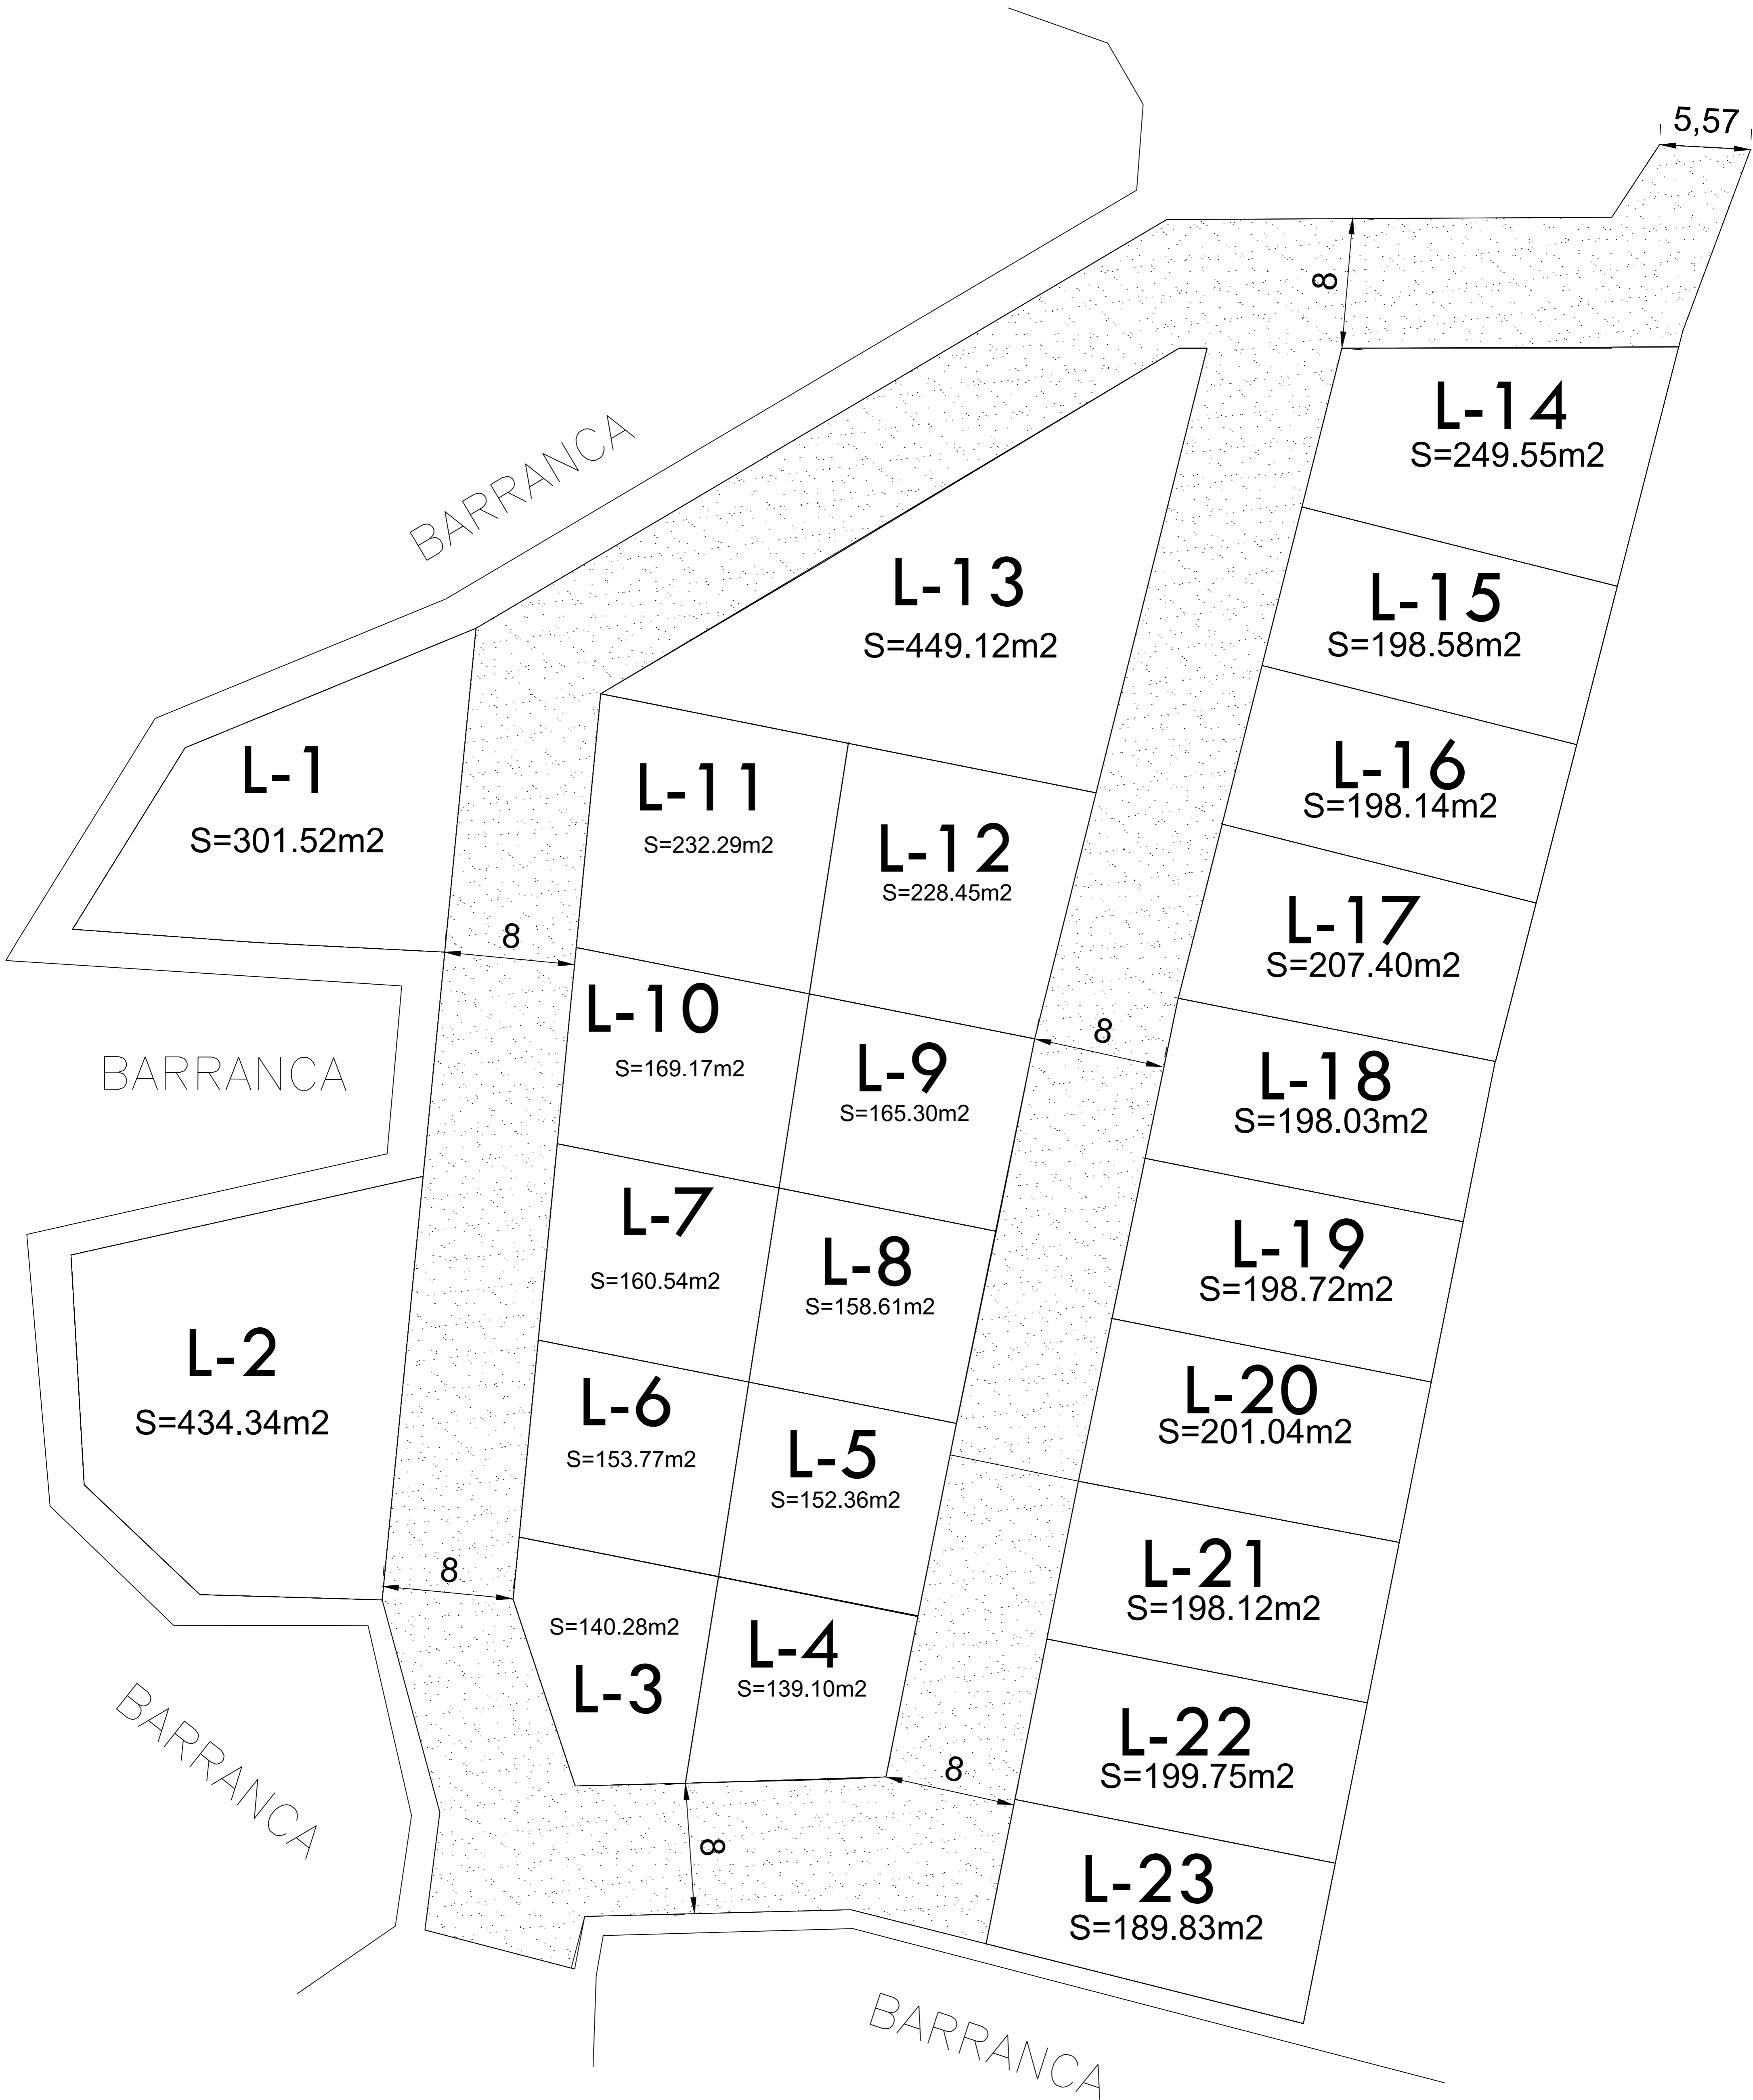 5,57
8
L-14
S=249.55m2
BARRANCA
L-13
S=449.12m2
L-15
S=198.58m2
L-1
S=301.52m2
L-11
S=232.29m2
L-12
S=228.45m2
L-16
S=198.14m2
L-17
S=207.40m2
8
L-10
S=169.17m2
8
L-9
S=165.30m2
BARRANCA
L-18
S=198.03m2
L-7
S=160.54m2
L-8
S=158.61m2
L-19
S=198.72m2
L-2
S=434.34m2
L-6
S=153.77m2
L-5
S=152.36m2
L-20
S=201.04m2
8
L-21
S=198.12m2
S=140.28m2
L-3
L-4
S=139.10m2
BARRANCA
8
L-22
S=199.75m2
8
L-23
S=189.83m2
BARRANCA